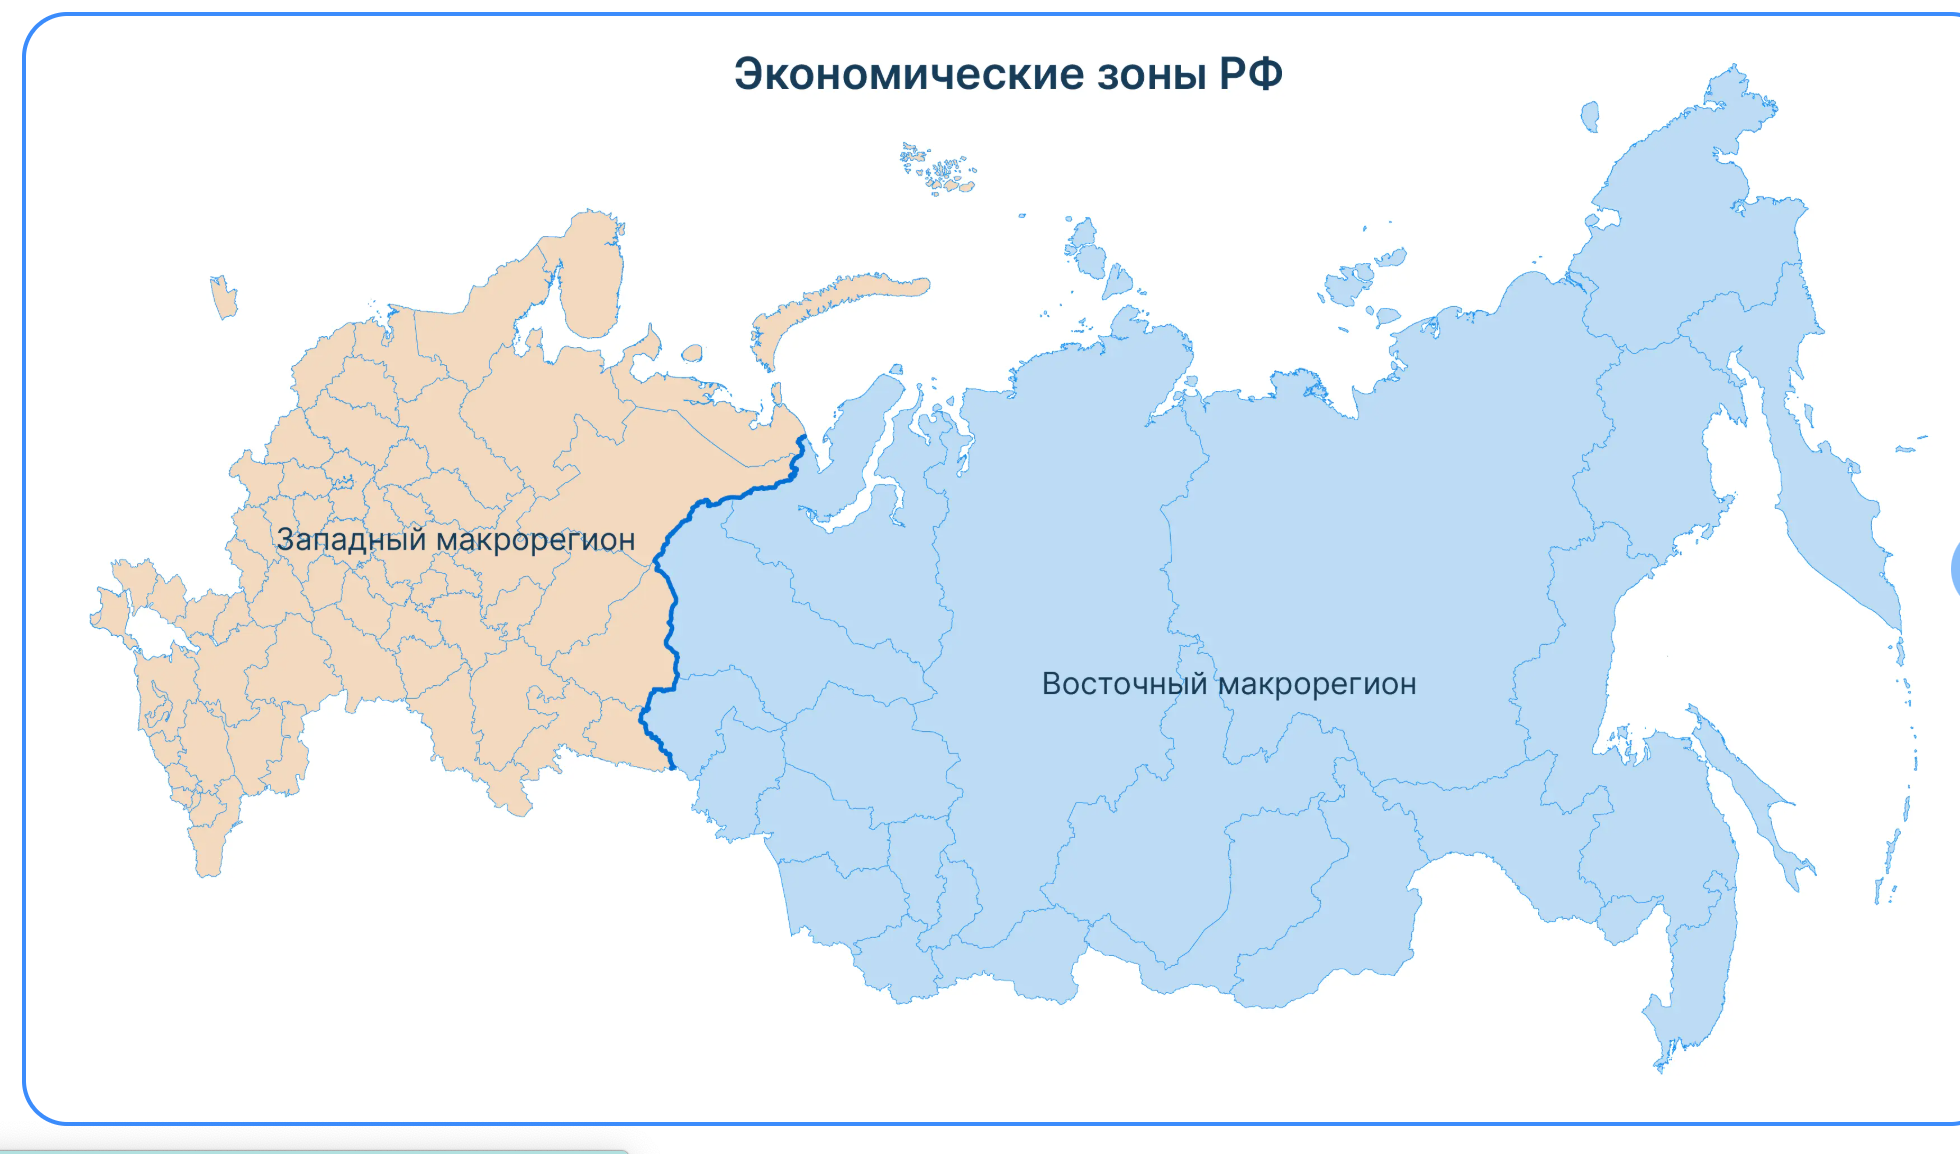 Экономические зоны РФ
Западный макрорегион
Восточный макрорегион